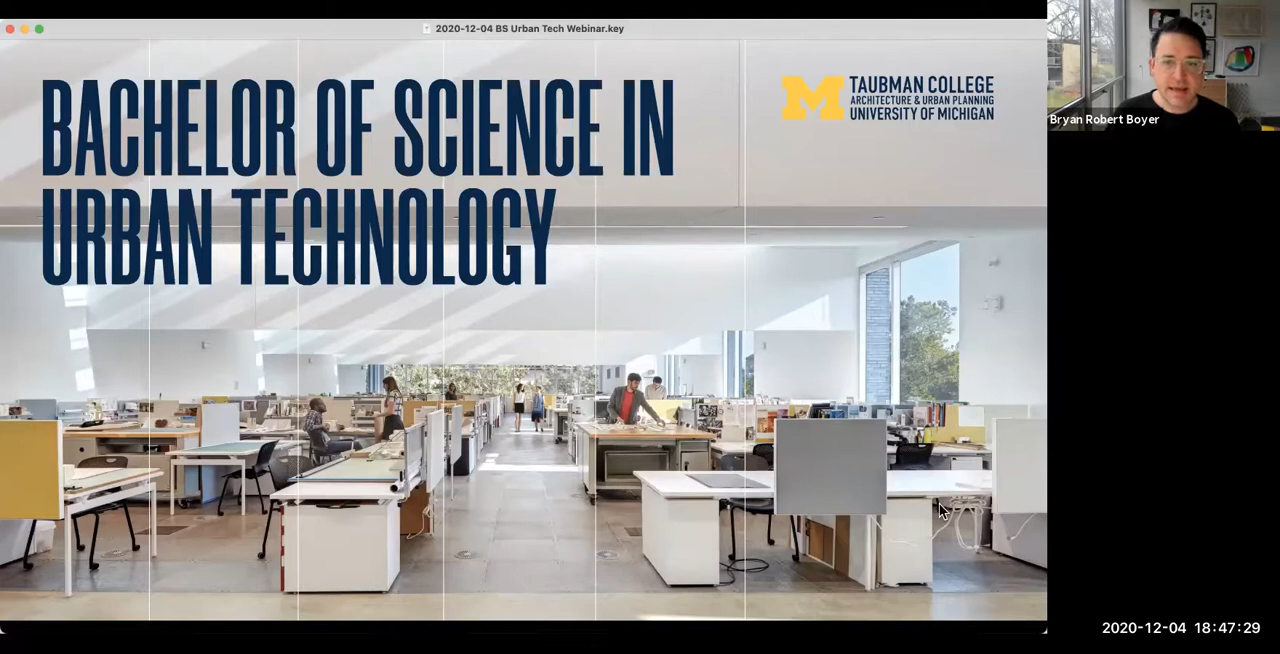 2020-12-04 BS Urban Tech Webinar.key
BACHELOR OF SCIENCE IN
URBAN TECHNOLOGY
M
TAUBMAN COLLEGE
ARCHITECTURE & URBAN PLANNING
UNIVERSITY OF MICHIGAN
Bryan Robert Boyer
2020-12-04 18:47:29